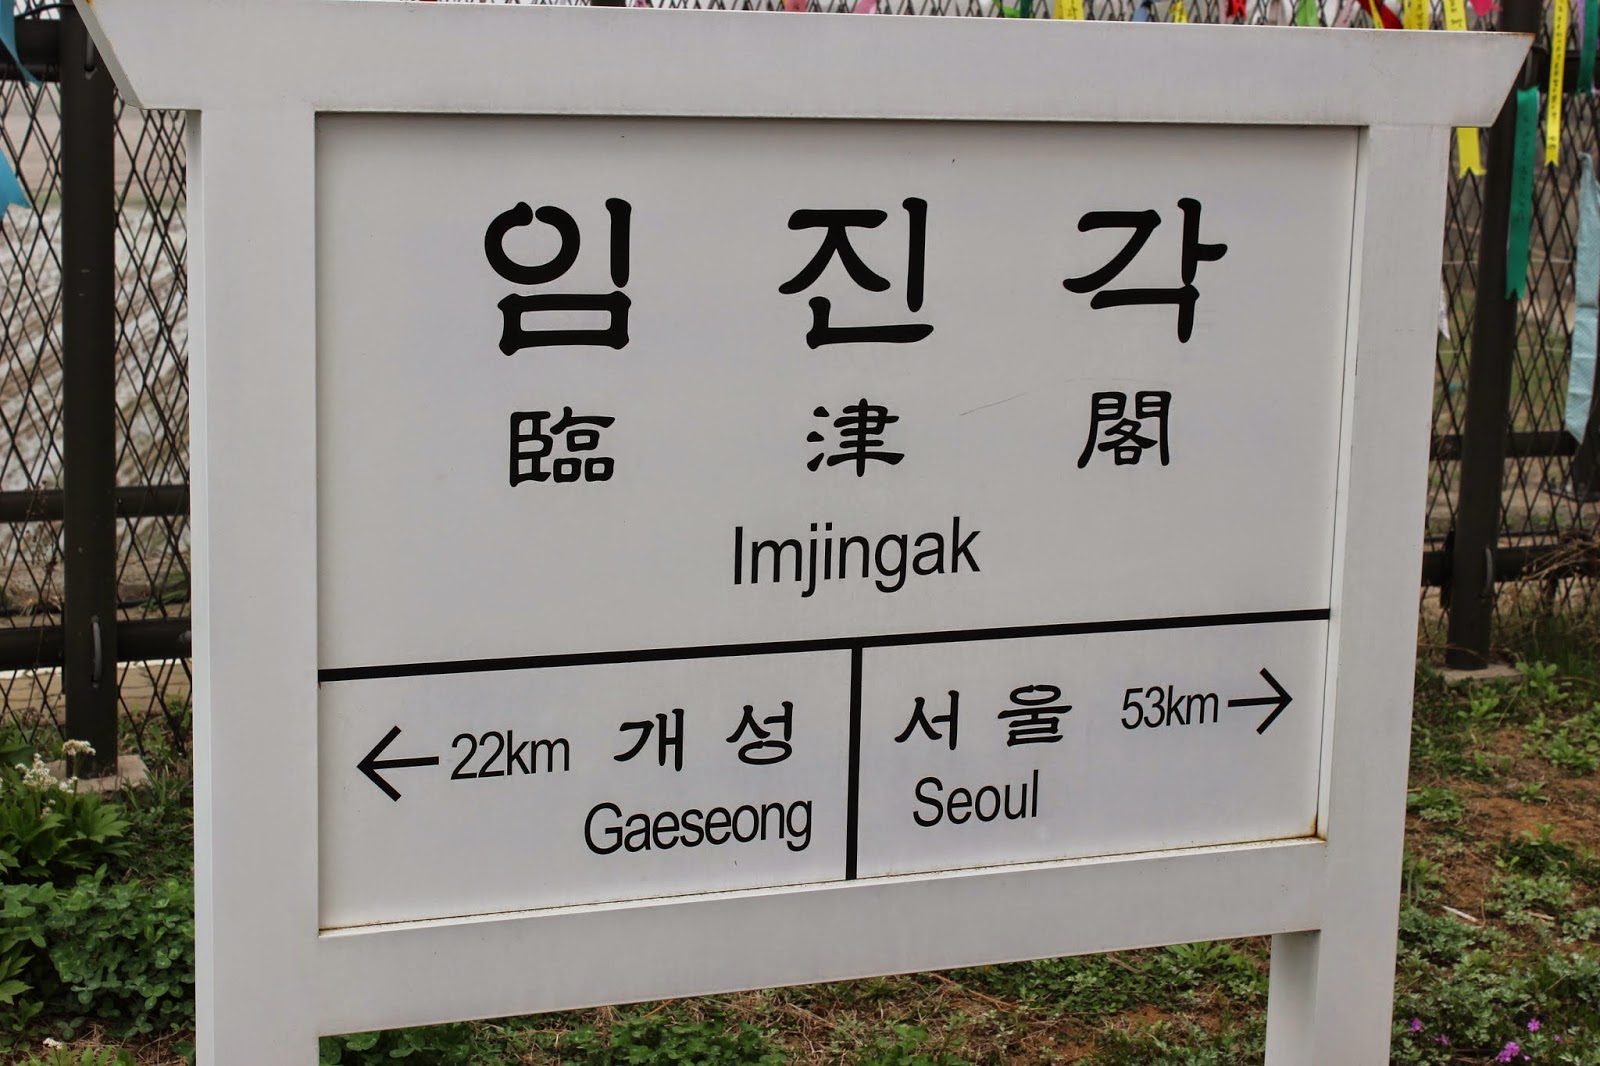 임진각
臨津閣
Imjingak
← 22km 개성
Gaeseong
서울 53km →
Seoul